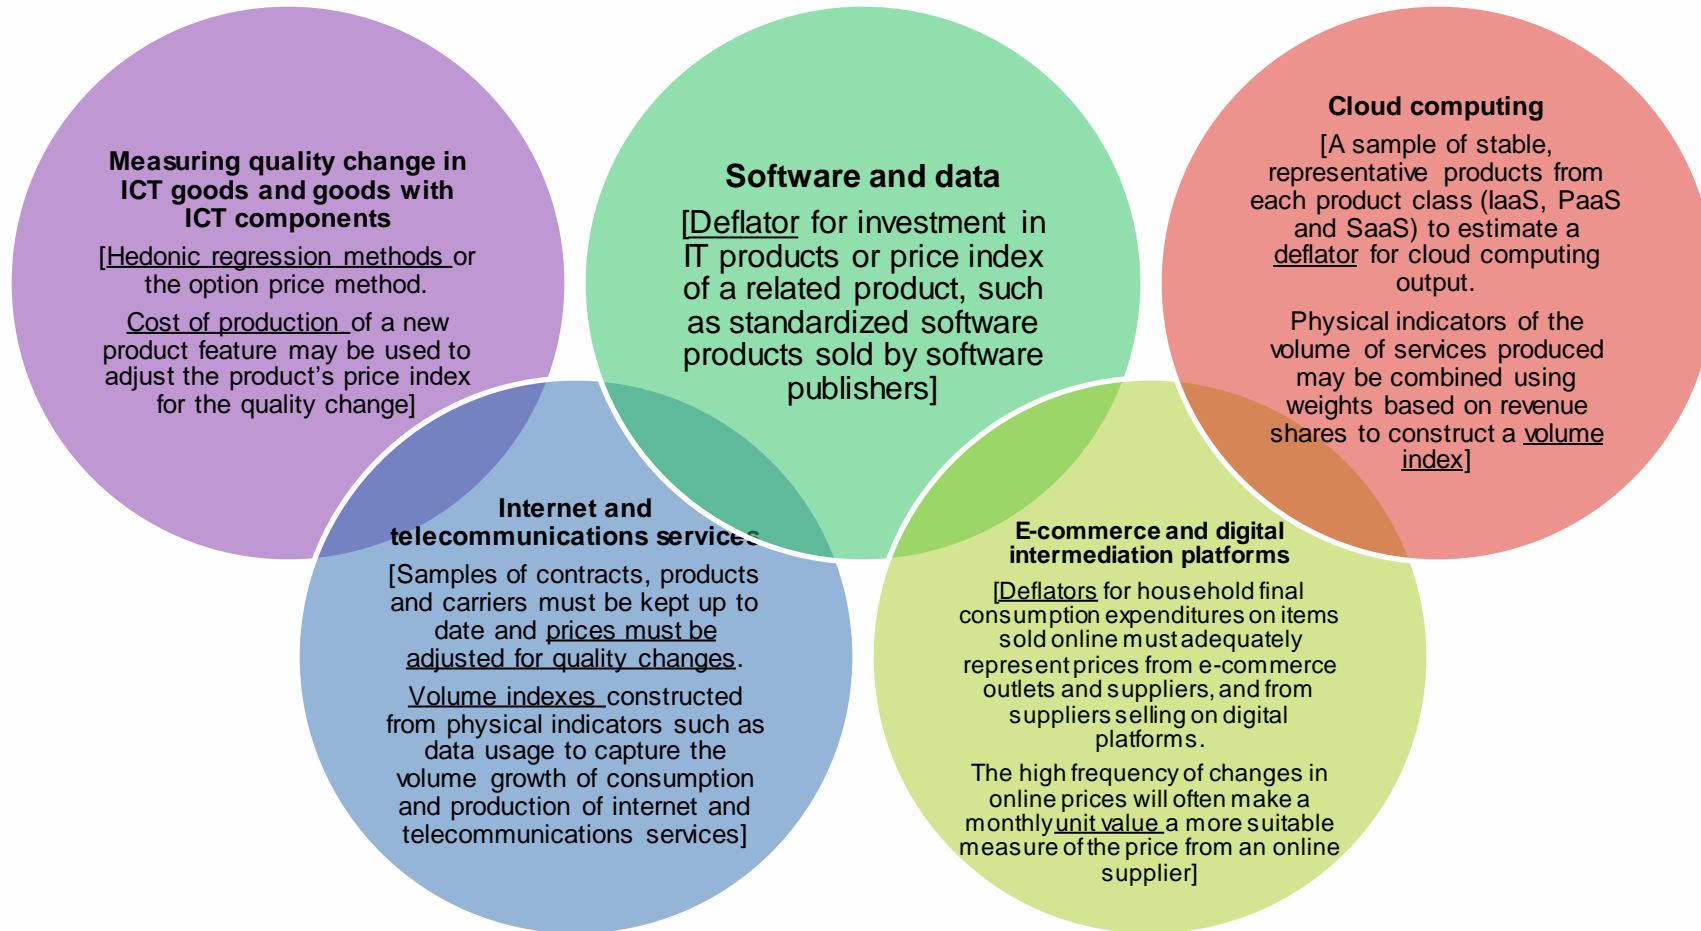 Measuring quality change in
ICT goods and goods with
ICT components
[Hedonic regression methods or
the option price method.
Cost of production of a new
product feature may be used to
adjust the product's price index
for the quality change]
Internet and
telecommunications services
[Samples of contracts, products
and carriers must be kept up to
date and prices must be
adjusted for quality changes.
Volume indexes constructed
from physical indicators such as
data usage to capture the
volume growth of consumption
and production of internet and
telecommunications services]
Software and data
[Deflator for investment in
IT products or price index
of a related product, such
as standardized software
products sold by software
publishers]
E-commerce and digital
intermediation platforms
[Deflators for household final
consumption expenditures on items
sold online must adequately
represent prices from e-commerce
outlets and suppliers, and from
suppliers selling on digital
platforms.
The high frequency of changes in
online prices will often make a
monthly unit value a more suitable
measure of the price from an online
supplier]
Cloud computing
[A sample of stable,
representative products from
each product class (IaaS, PaaS
and SaaS) to estimate a
deflator for cloud computing
output.
Physical indicators of the
volume of services produced
may be combined using
weights based on revenue
shares to construct a volume
index]